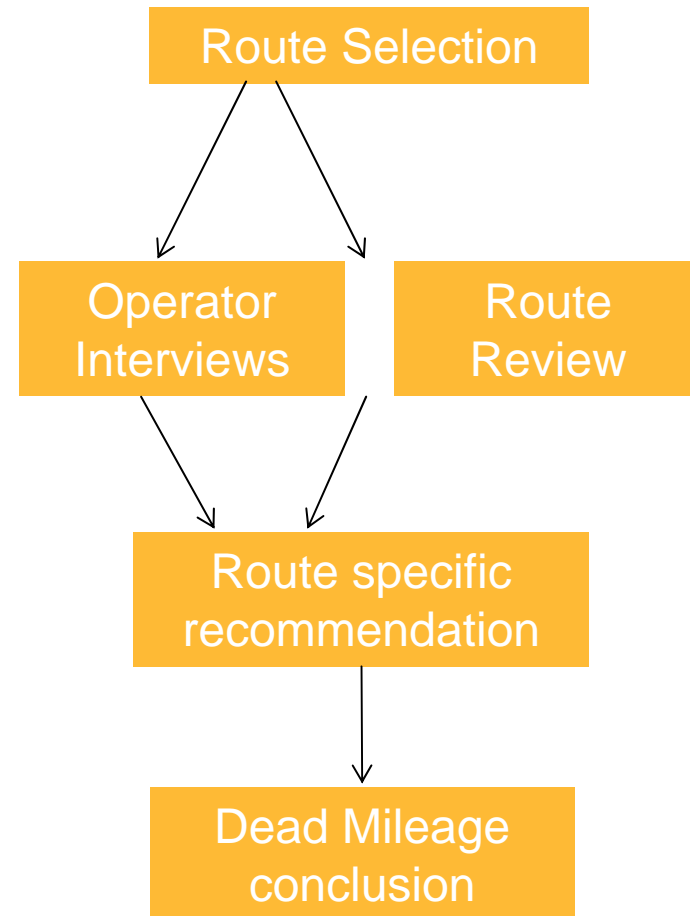 Route Selection
Operator
Interviews
Route
Review
Route specific
recommendation
Dead Mileage
conclusion